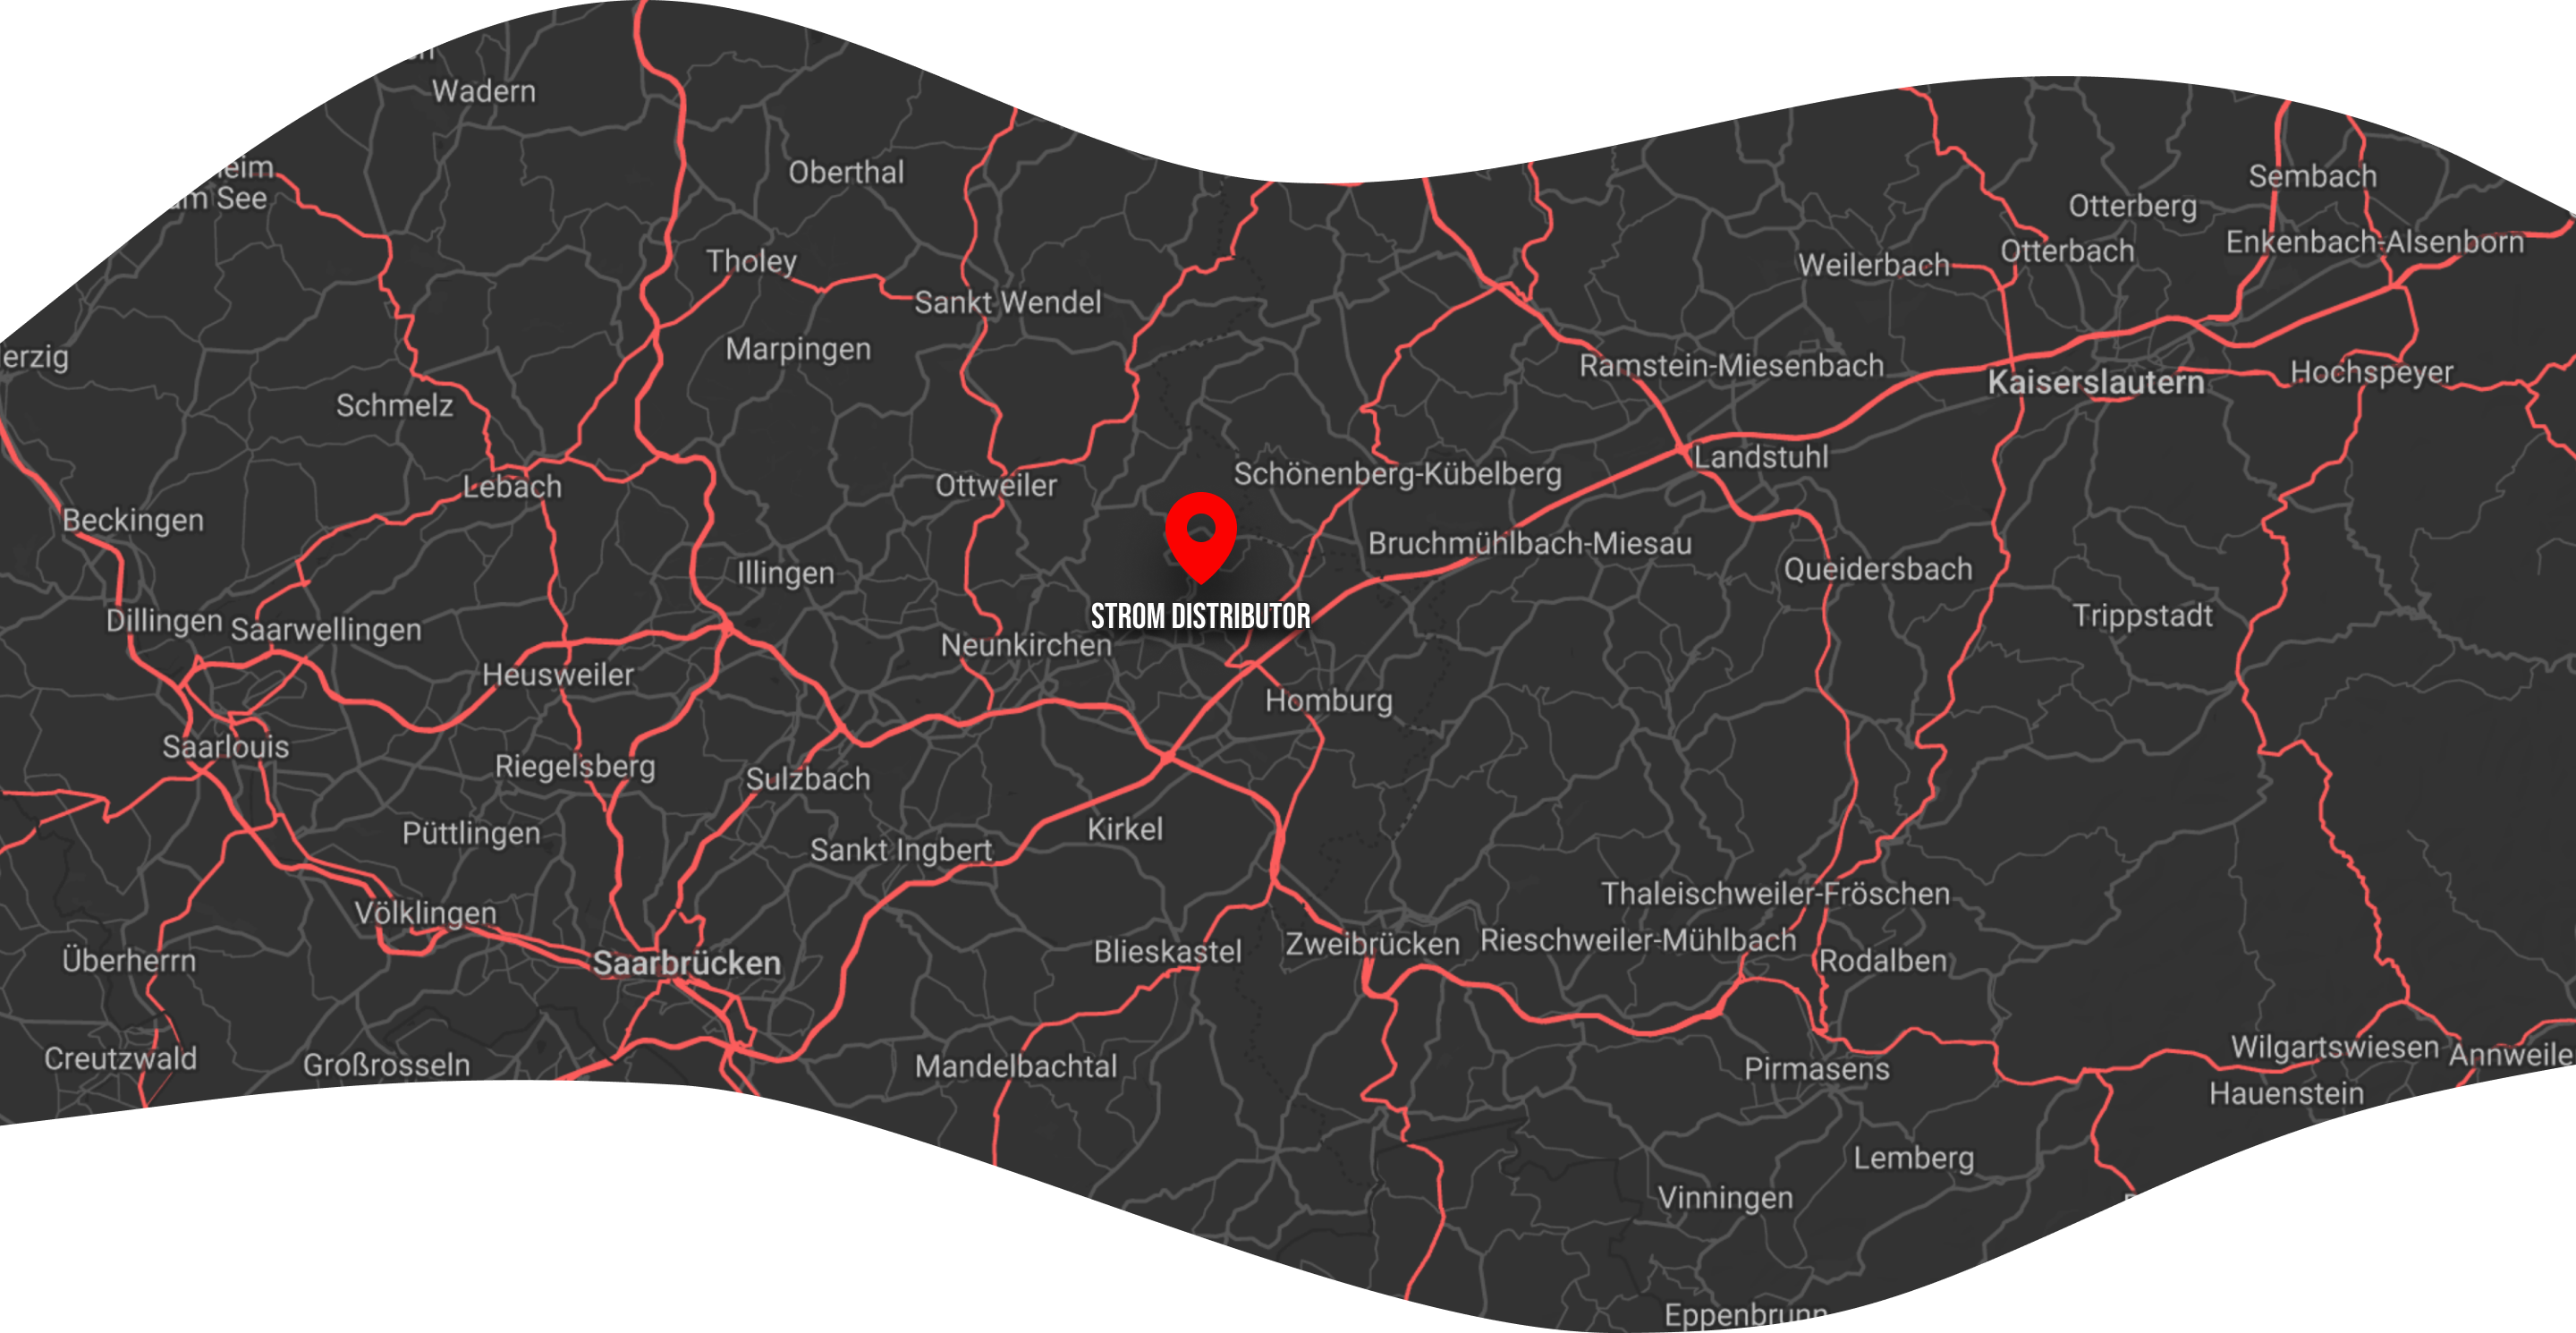 Wadern
Oberthal
eim
am See
Sembach
Otterberg
Enkenbach-Alsenborn
Otterbach
Weilerbach
Tholey
Sankt Wendel
Marpingen
erzig
Ramstein-Miesenbach
Hochspeyer
Kaiserslautern
Schmelz
Landstuhl
Schönenberg-Kübelberg
Ottweiler
Lebach
Beckingen
Bruchmühlbach-Miesau
Queidersbach
Illingen
STROM DISTRIBUTOR
Trippstadt
Dillingen
Saarwellingen
Neunkirchen
Heusweiler
Homburg
Saarlouis
Riegelsberg
Sulzbach
Kirkel
Püttlingen
Sankt Ingbert
Thaleischweiler-Fröschen
Völklingen
Rieschweiler-Mühlbach
Zweibrücken
Blieskastel
Überherrn
Saarbrücken
Rodalben
Wilgartswiesen
Annweile
Creutzwald
Großrosseln
Mandelbachtal
Pirmasens
Hauenstein
Lemberg
Vinningen
Eppenbrunn